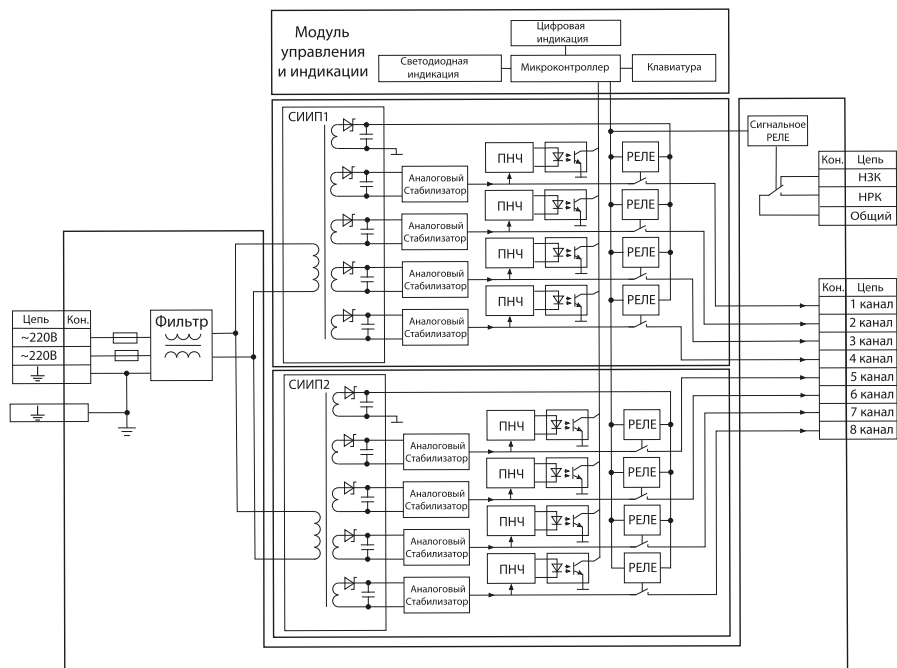 Модуль
управления
и индикации
Цифровая
индикация
Светодиодная
индикация
Микроконтроллер
Клавиатура
СИИП1
ПНЧ
РЕЛЕ
Аналоговый
Стабилизатор
ПНЧ
РЕЛЕ
Аналоговый
Стабилизатор
ПНЧ
РЕЛЕ
Аналоговый
Стабилизатор
ПНЧ
РЕЛЕ
Аналоговый
Стабилизатор
Сигнальное
РЕЛЕ
Кон. Цепь
НЗК
НРК
Общий
Цепь Кон.
~220В
~220В
Фильтр
Кон. Цепь
1 канал
2 канал
3 канал
4 канал
5 канал
6 канал
7 канал
8 канал
СИИП2
ПНЧ
РЕЛЕ
Аналоговый
Стабилизатор
ПНЧ
РЕЛЕ
Аналоговый
Стабилизатор
ПНЧ
РЕЛЕ
Аналоговый
Стабилизатор
ПНЧ
РЕЛЕ
Аналоговый
Стабилизатор